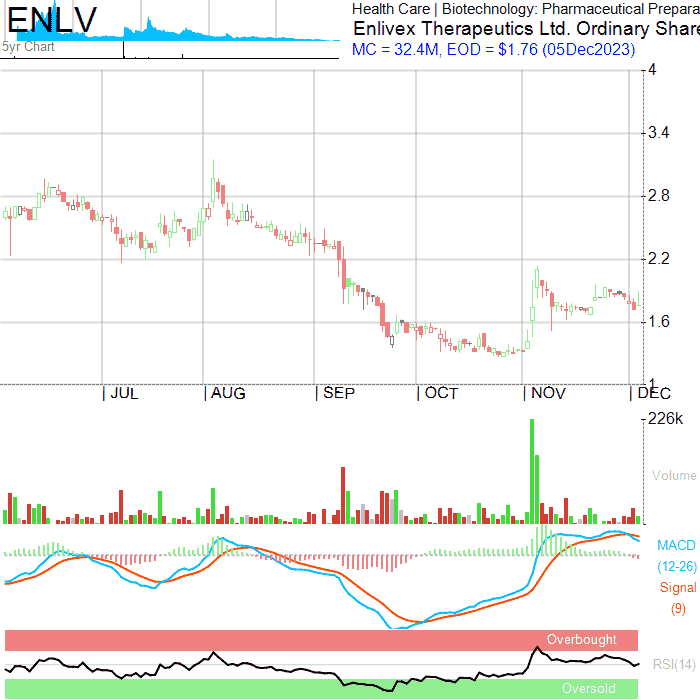 ENLV
5yr Chart
Health Care | Biotechnology: Pharmaceutical Prepara
Enlivex Therapeutics Ltd. Ordinary Share
MC = 32.4M, EOD = $1.76 (05Dec2023)
4
3.4
2.8
2.2
1.6
1
| JUL | AUG | SEP | OCT | NOV | DEC
226k
Volume
MACD
(12-26)
Signal
(9)
Overbought
RSI(14)
Oversold